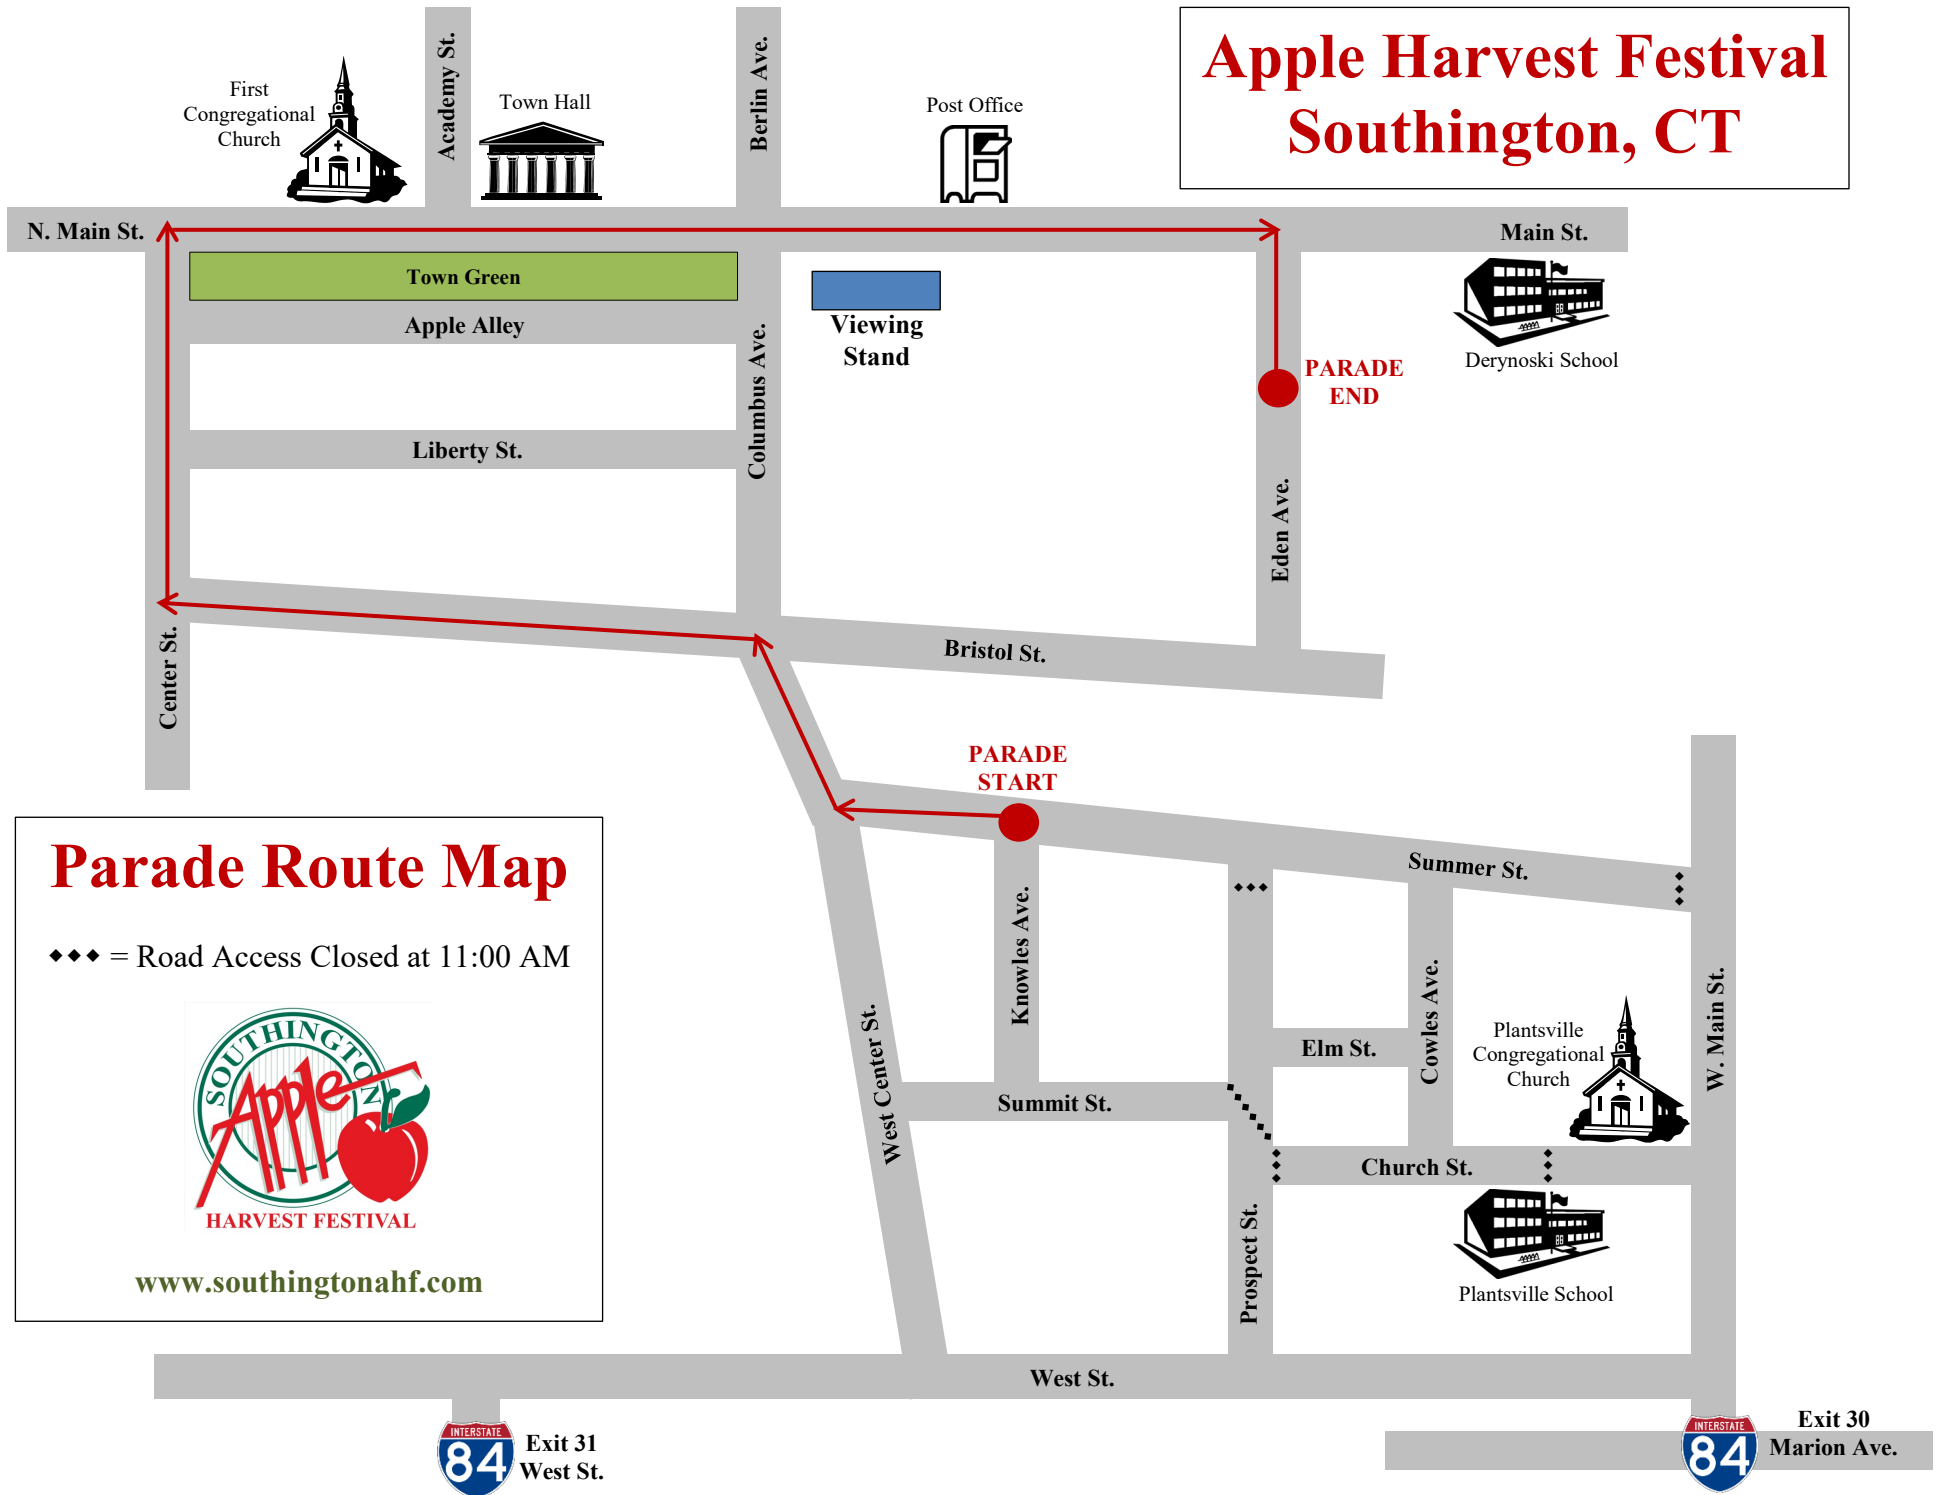 Apple Harvest Festival
Southington, CT
First
Congregational
Church
Academy St.
Town Hall
Berlin Ave.
Post Office
N. Main St.
Main St.
Town Green
Apple Alley
Viewing
Stand
Columbus Ave.
Liberty St.
PARADE
END
Derynoski School
Eden Ave.
Center St.
Bristol St.
PARADE
START
Summer St.
Parade Route Map
= Road Access Closed at 11:00 AM
SOUTHINGTON
Apple
HARVEST FESTIVAL
www.southingtonahf.com
West Center St.
Knowles Ave.
Summit St.
Elm St.
Cowles Ave.
Plantsville
Congregational
Church
W. Main St.
Church St.
Prospect St.
Plantsville School
West St.
INTERSTATE
84
Exit 31
West St.
INTERSTATE
84
Exit 30
Marion Ave.